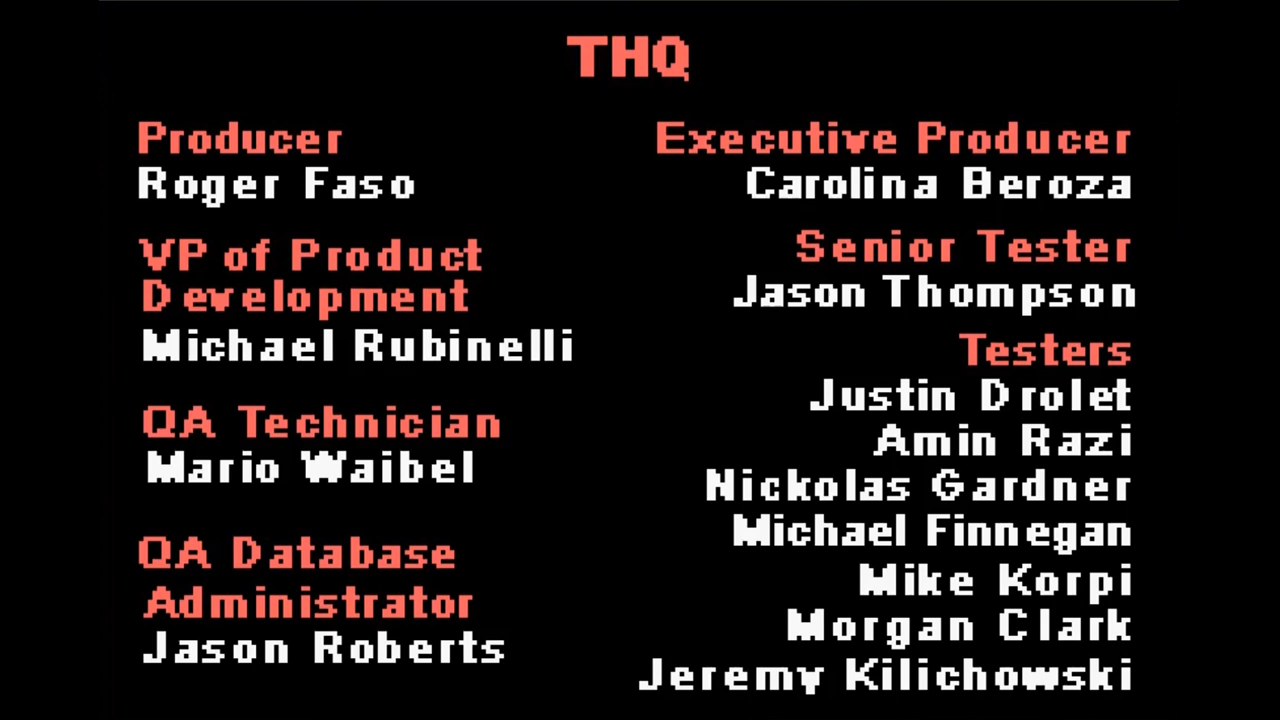 THQ
Producer
Roger Faso
VP of Product
Development
Michael Rubinelli
QA Technician
Mario Waibel
QA Database
Administrator
Jason Roberts
Executive Producer
Carolina Beroza
Senior Tester
Jason Thompson
Testers
Justin Drolet
Amin Razi
Nickolas Gardner
Michael Finnegan
Mike Korpi
Morgan Clark
Jeremy Kilichowski